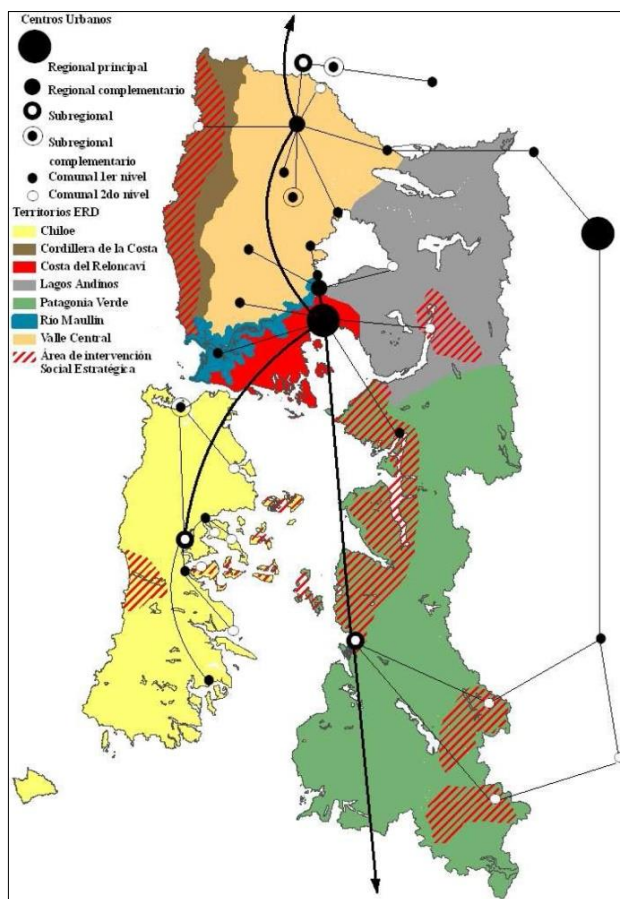 Centros Urbanos
Regional principal
Regional complementario
Subregional
Subregional
complementario
Comunal 1er nivel
Comunal 2do nivel
Territorios ERD
Chiloe
Cordillera de la Costa
Costa del Reloncaví
Lagos Andinos
Patagonia Verde
Rio Maullin
Valle Central
Área de intervención
Social Estratégica